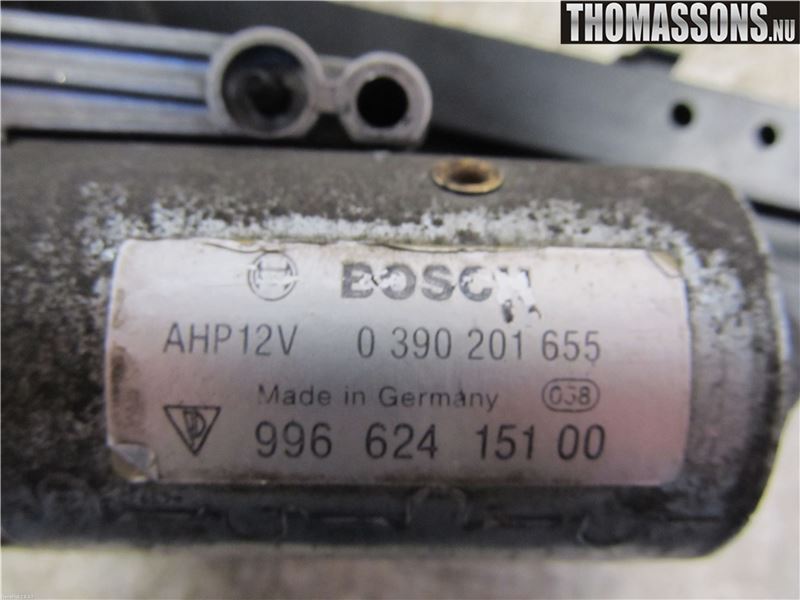 THOMASSONS.NU
BOSCH
AHP12V 0 390 201 655
Made in Germany 038
996 624 151 00